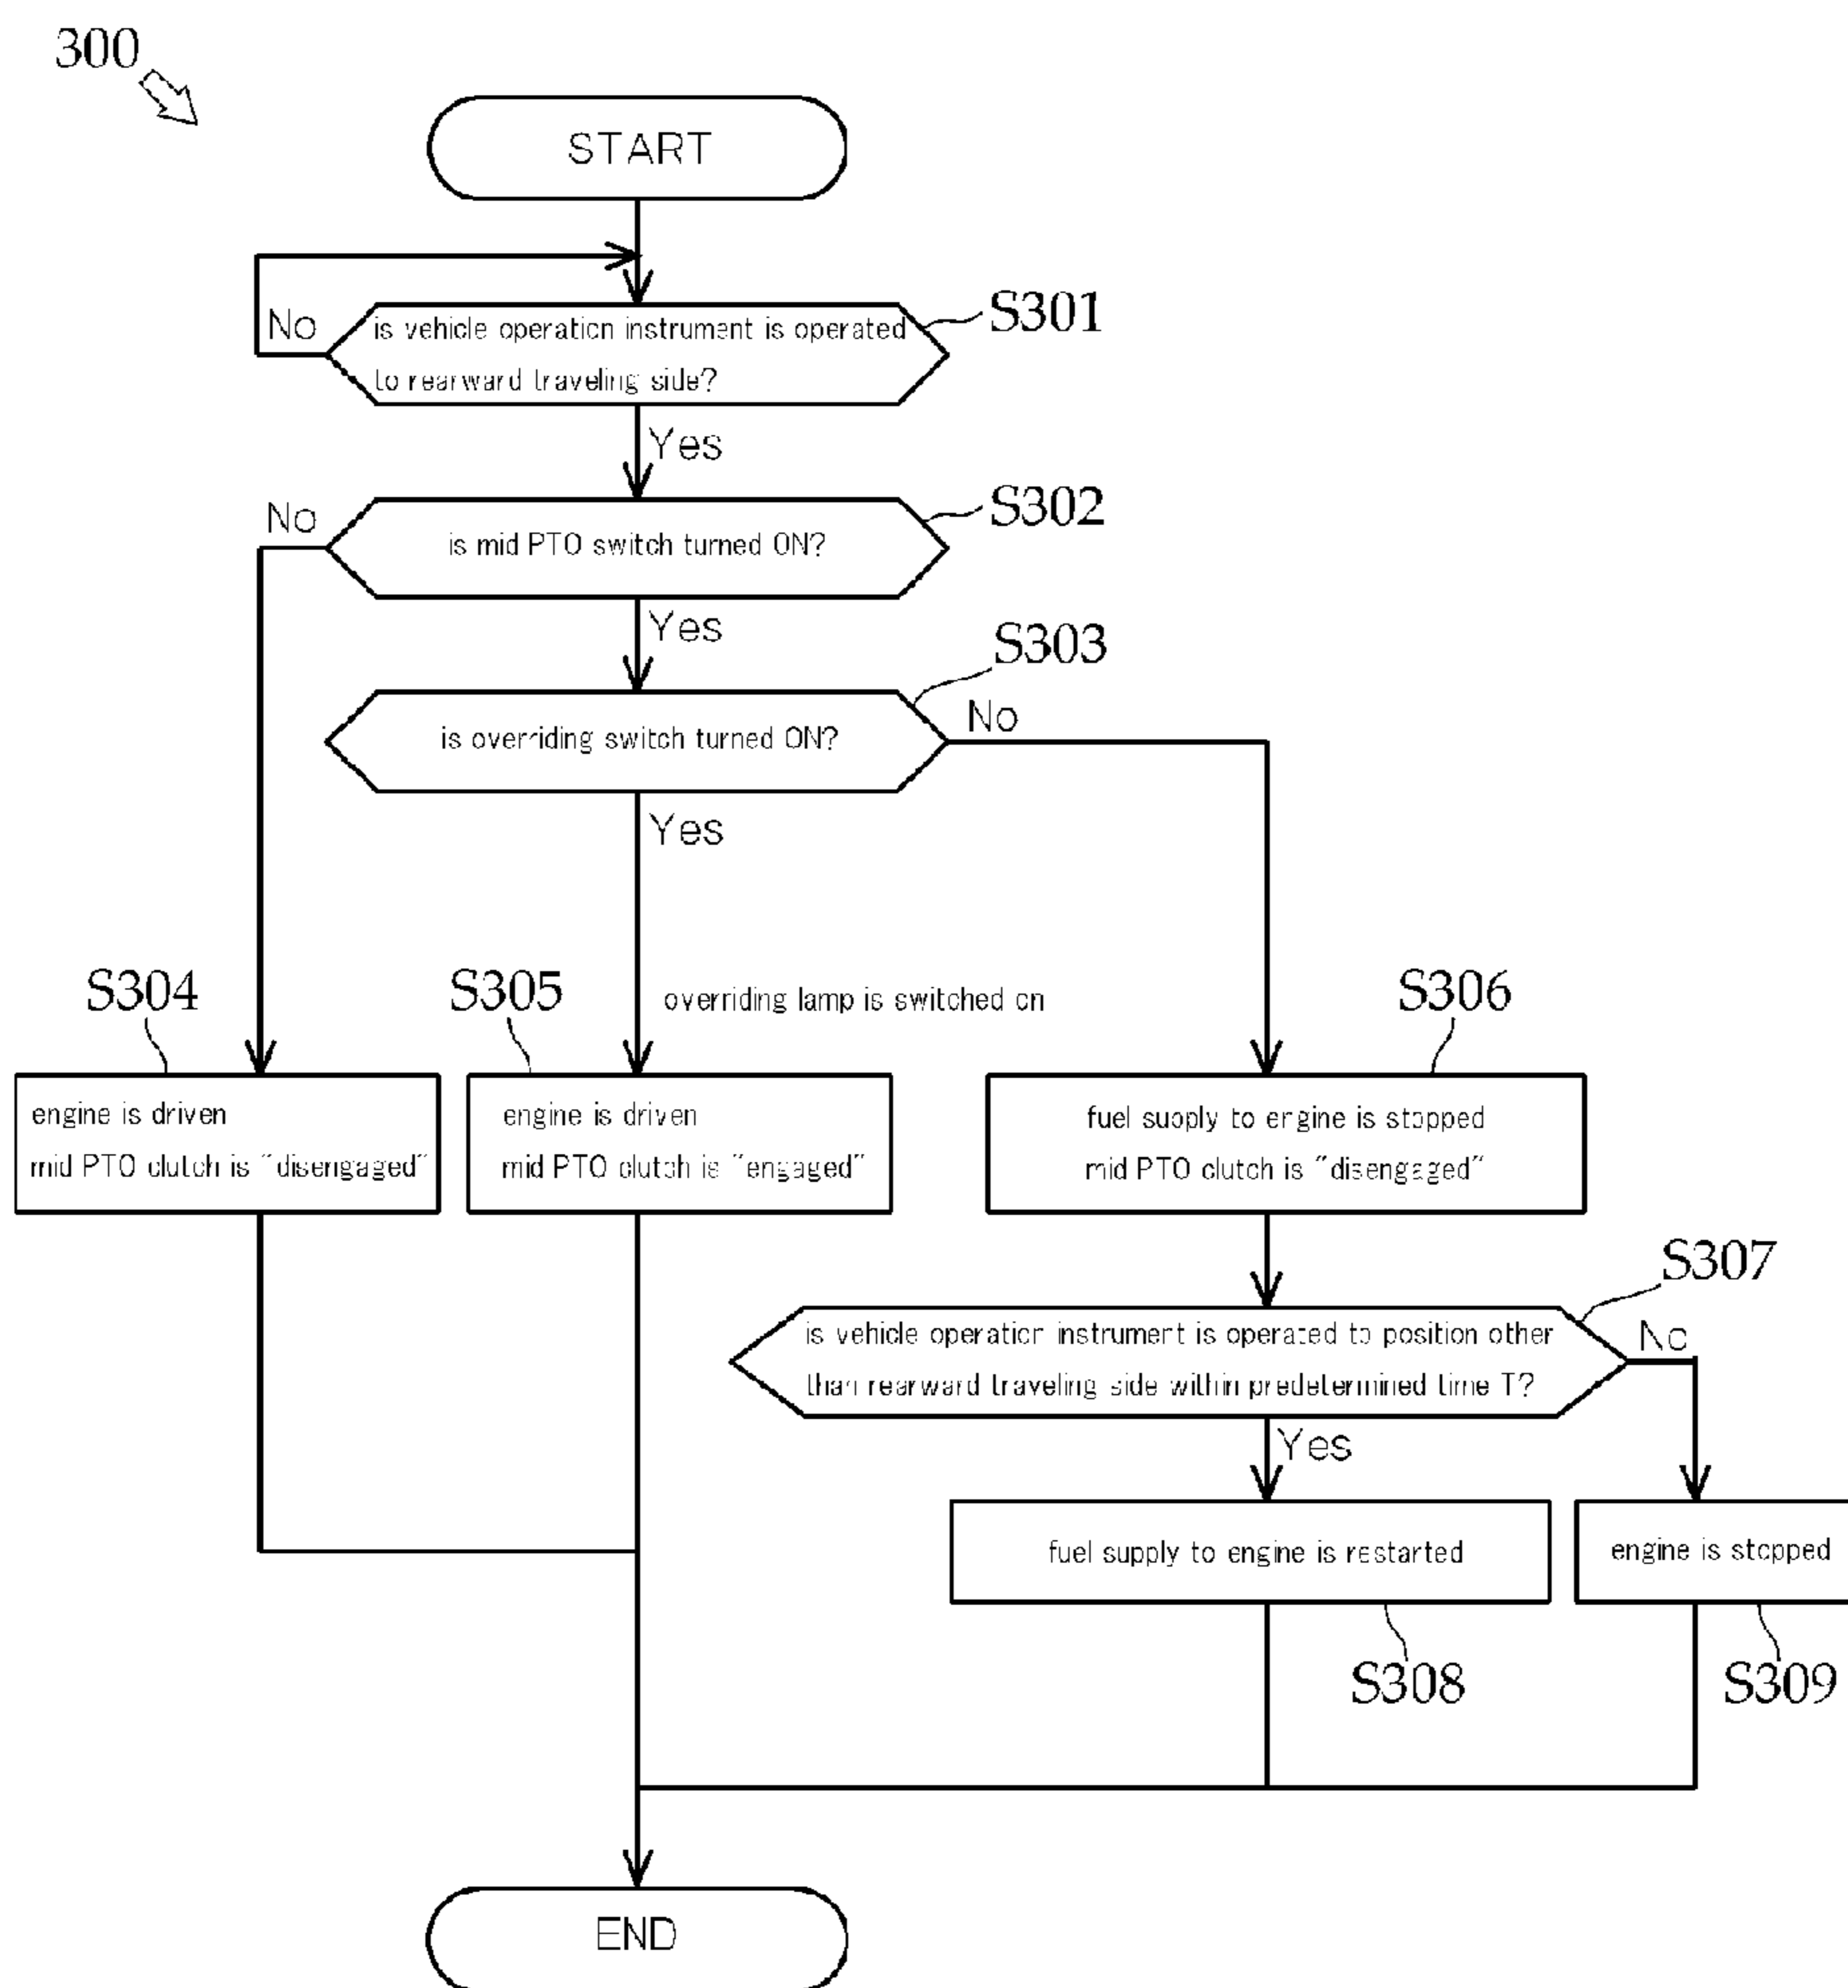 300
START
No
is vehicle operation instrument is operated
to rearward traveling side?
S301
Yes
No
is mid PTO switch turned ON?
S302
Yes
S303
is overriding switch turned ON?
No
Yes
S304
S305
overriding lamp is switched on
S306
engine is driven
mid PTO clutch is "disengaged"
engine is driven
mid PTO clutch is "engaged"
fuel supply to engine is stopped
mid PTO clutch is "disengaged"
S307
is vehicle operation instrument is operated to position other
than rearward traveling side within predetermined time T?
No
Yes
fuel supply to engine is restarted
engine is stopped
S308
S309
END